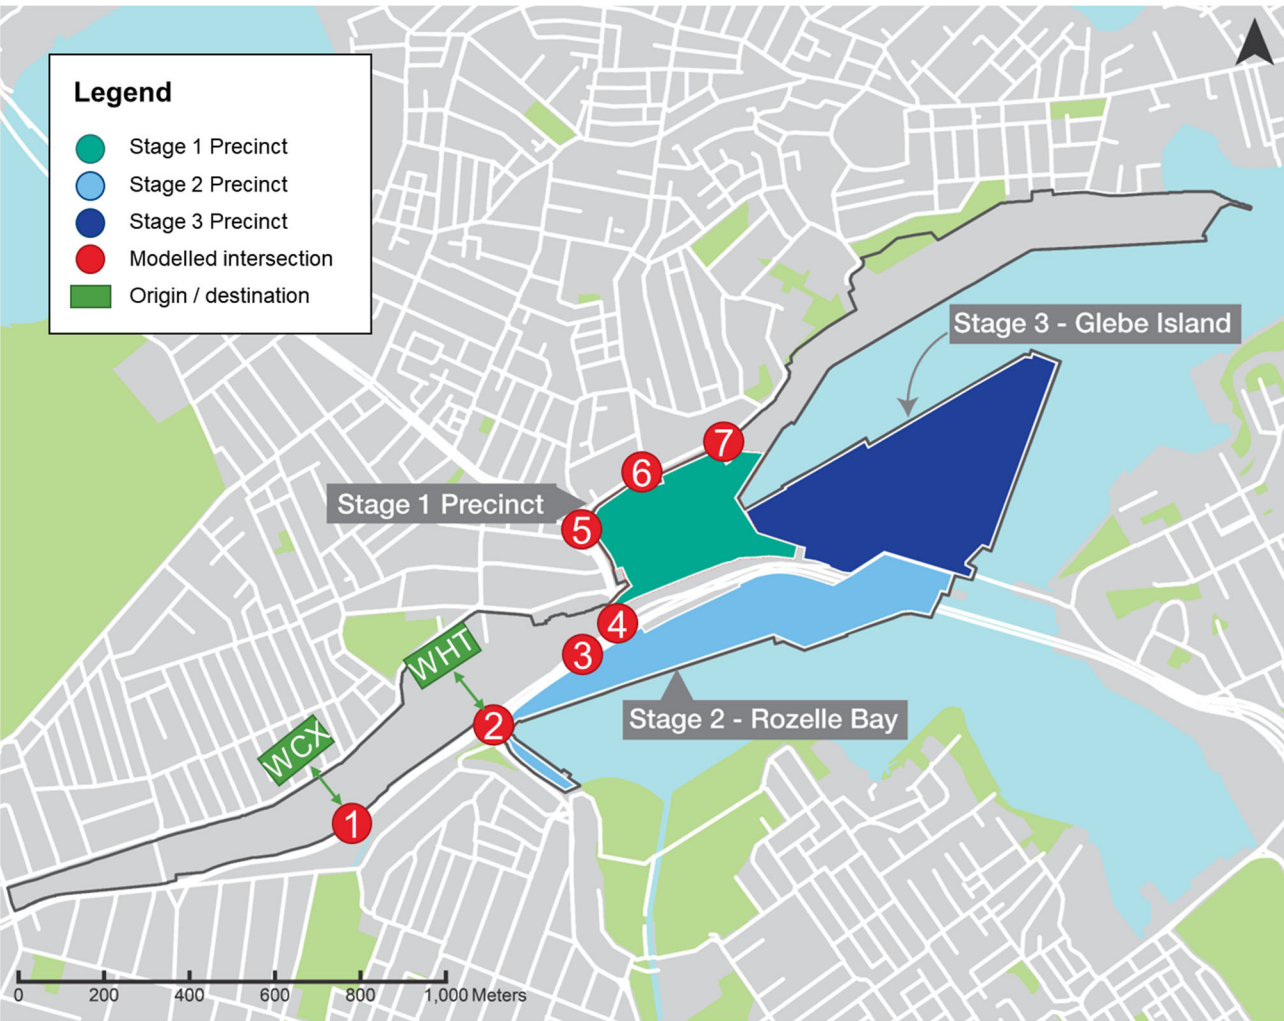 Legend
Stage 1 Precinct
Stage 2 Precinct
Stage 3 Precinct
Modelled intersection
Origin / destination
Stage 3 - Glebe Island
7
6
Stage 1 Precinct
5
4
3
WHT
2
Stage 2 - Rozelle Bay
WCX
1
0 200 400 600 800 1,000 Meters